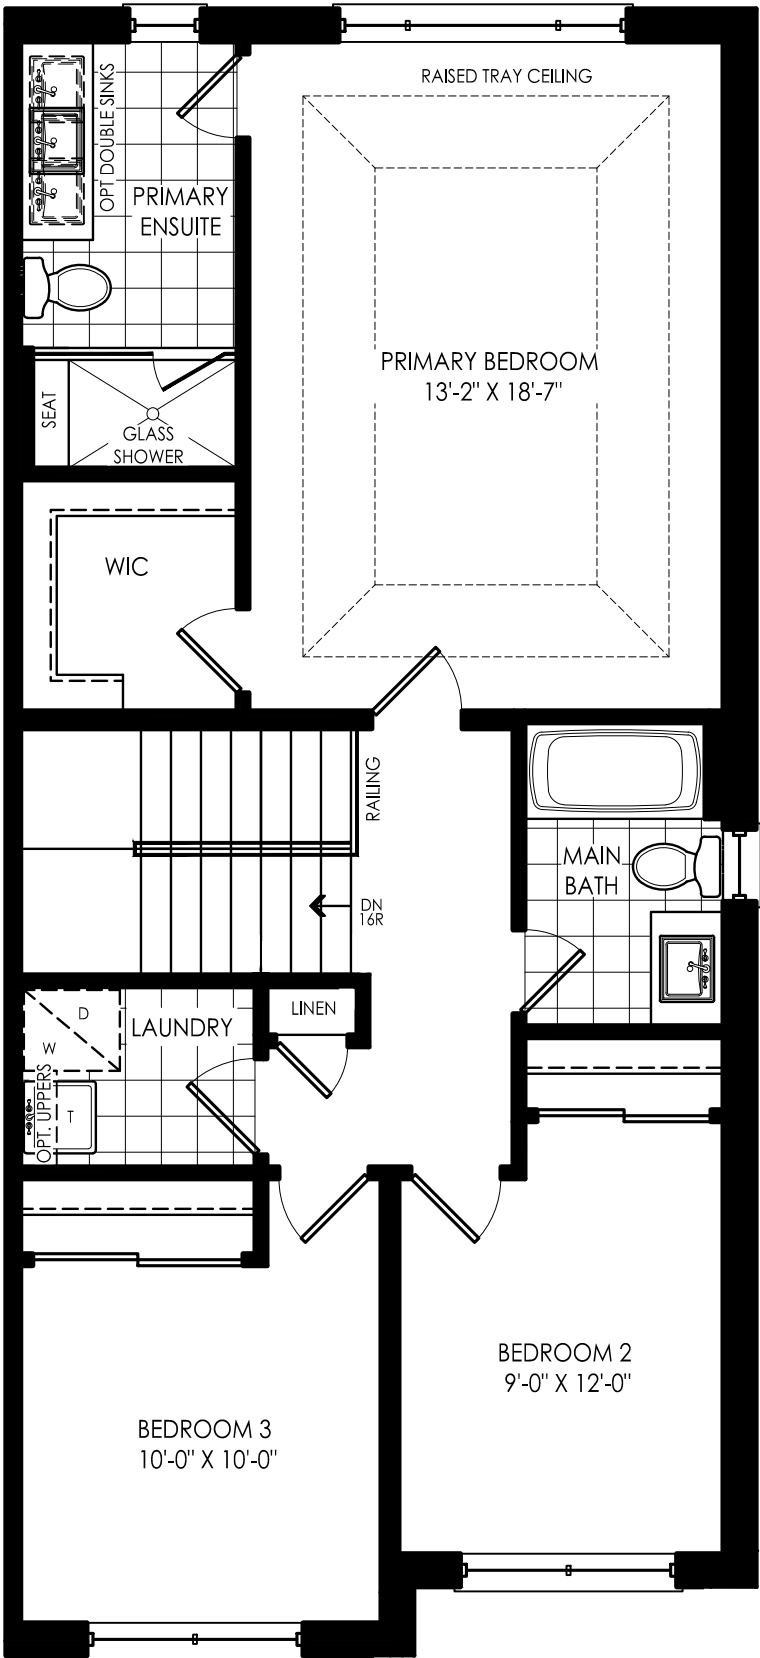 RAISED TRAY CEILING
OPT DOUBLE SINKS
PRIMARY
ENSUITE
PRIMARY BEDROOM
13'-2" X 18'-7"
SEAT
GLASS
SHOWER
WIC
RAILING
MAIN
BATH
DN
16R
LINEN
D
W
LAUNDRY
OPT. UPPERS
T
BEDROOM 2
9'-0" X 12'-0"
BEDROOM 3
10'-0" X 10'-0"